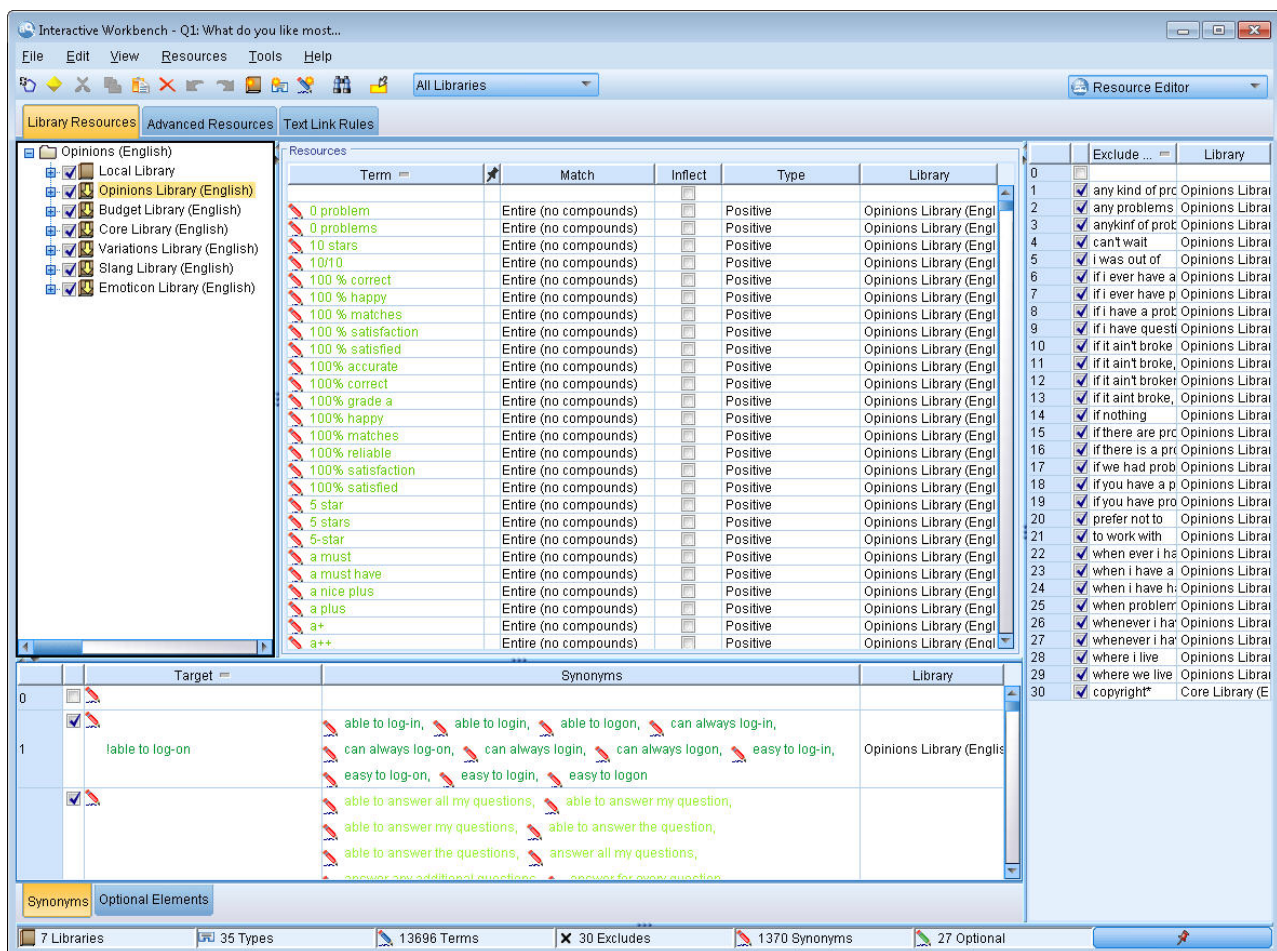 Interactive Workbench - Q1: What do you like most...
File Edit View Resources Tools Help
All Libraries
Resource Editor
Library Resources Advanced Resources Text Link Rules
Opinions (English)
Local Library
Opinions Library (English)
Budget Library (English)
Core Library (English)
Variations Library (English)
Slang Library (English)
Emoticon Library (English)
Resources
Term Match Inflect Type Library
0 problem Entire (no compounds) Positive Opinions Library (Engl
0 problems Entire (no compounds) Positive Opinions Library (Engl
10 stars Entire (no compounds) Positive Opinions Library (Engl
10/10 Entire (no compounds) Positive Opinions Library (Engl
100 % correct Entire (no compounds) Positive Opinions Library (Engl
100 % happy Entire (no compounds) Positive Opinions Library (Engl
100 % matches Entire (no compounds) Positive Opinions Library (Engl
100 % satisfaction Entire (no compounds) Positive Opinions Library (Engl
100 % satisfied Entire (no compounds) Positive Opinions Library (Engl
100% accurate Entire (no compounds) Positive Opinions Library (Engl
100% correct Entire (no compounds) Positive Opinions Library (Engl
100% grade a Entire (no compounds) Positive Opinions Library (Engl
100% happy Entire (no compounds) Positive Opinions Library (Engl
100% matches Entire (no compounds) Positive Opinions Library (Engl
100% reliable Entire (no compounds) Positive Opinions Library (Engl
100% satisfaction Entire (no compounds) Positive Opinions Library (Engl
100% satisfied Entire (no compounds) Positive Opinions Library (Engl
5 star Entire (no compounds) Positive Opinions Library (Engl
5 stars Entire (no compounds) Positive Opinions Library (Engl
5-star Entire (no compounds) Positive Opinions Library (Engl
a must Entire (no compounds) Positive Opinions Library (Engl
a must have Entire (no compounds) Positive Opinions Library (Engl
a nice plus Entire (no compounds) Positive Opinions Library (Engl
a plus Entire (no compounds) Positive Opinions Library (Engl
a+ Entire (no compounds) Positive Opinions Library (Engl
a++ Entire (no compounds) Positive Opinions Library (Engl
Exclude ... Library
0
1 any kind of pro Opinions Librar
2 any problems Opinions Librar
3 anykinf of prob Opinions Librar
4 can't wait Opinions Librar
5 i was out of Opinions Librar
6 if i ever have a Opinions Librar
7 if i ever have p Opinions Librar
8 if i have a prob Opinions Librar
9 if i have questi Opinions Librar
10 if it ain't broke Opinions Librar
11 if it ain't broke, Opinions Librar
12 if it ain't broker Opinions Librar
13 if it aint broke, Opinions Librar
14 if nothing Opinions Librar
15 if there are pro Opinions Librar
16 if there is a pro Opinions Librar
17 if we had prob Opinions Librar
18 if you have a p Opinions Librar
19 if you have pro Opinions Librar
20 prefer not to Opinions Librar
21 to work with Opinions Librar
22 when ever i ha Opinions Librar
23 when i have a Opinions Librar
24 when i have h Opinions Librar
25 when problem Opinions Librar
26 whenever i hav Opinions Librar
27 whenever i hav Opinions Librar
28 where i live Opinions Librar
29 where we live Opinions Librar
30 copyright* Core Library (E
Target Synonyms Library
0
able to log-in, able to login, able to logon, can always log-in,
1 !able to log-on can always log-on, can always login, can always logon, easy to log-in, Opinions Library (Englis
easy to log-on, easy to login, easy to logon
able to answer all my questions, able to answer my question,
able to answer my questions, able to answer the question,
able to answer the questions, answer all my questions,
answer any additional questions, answer for every question
Synonyms Optional Elements
7 Libraries 35 Types 13696 Terms 30 Excludes 1370 Synonyms 27 Optional